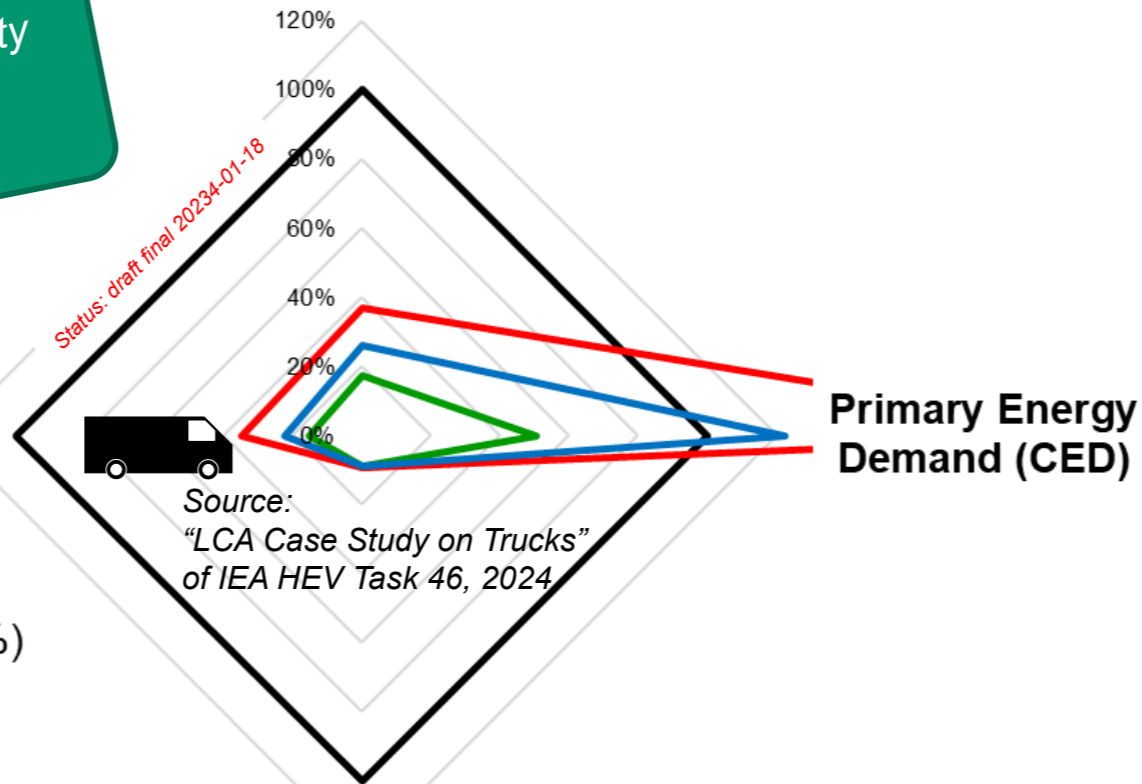 ty
120%
100%
80%
60%
40%
20%
0%
Status: draft final 20234-01-18
Primary Energy
Demand (CED)
Source:
“LCA Case Study on Trucks”
of IEA HEV Task 46, 2024
%)